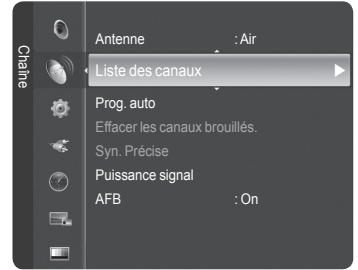 Chaîne
Antenne : Air
Liste des canaux
Prog. auto
Effacer les canaux brouillés.
Syn. Précise
Puissance signal
AFB : On